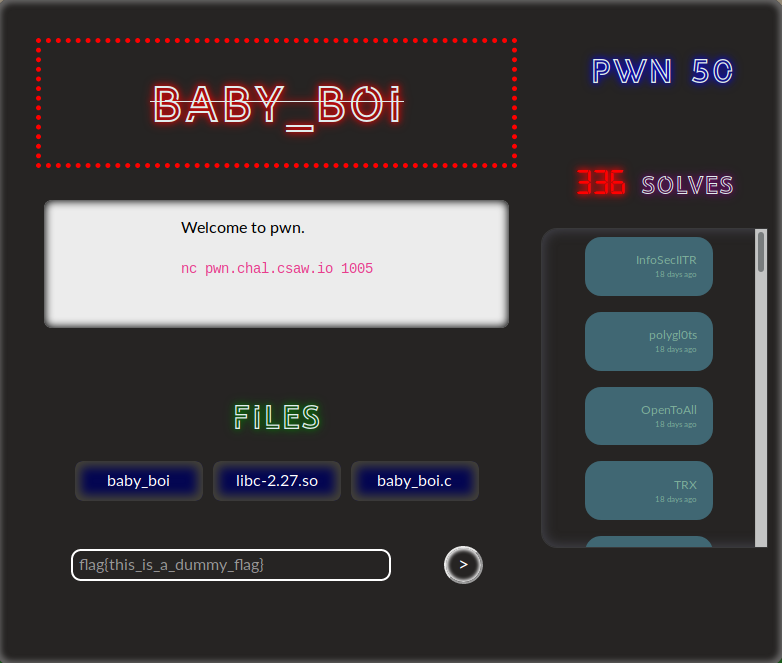 BABY_BOi
PWN 50
336 SOLVES
Welcome to pwn.
nc pwn.chal.csaw.io 1005
InfoSecIITR
18 days ago
polygl0ts
18 days ago
OpenToAll
18 days ago
TRX
18 days ago
FiLES
baby_boi
libc-2.27.so
baby_boi.c
flag{this_is_a_dummy_flag}
>